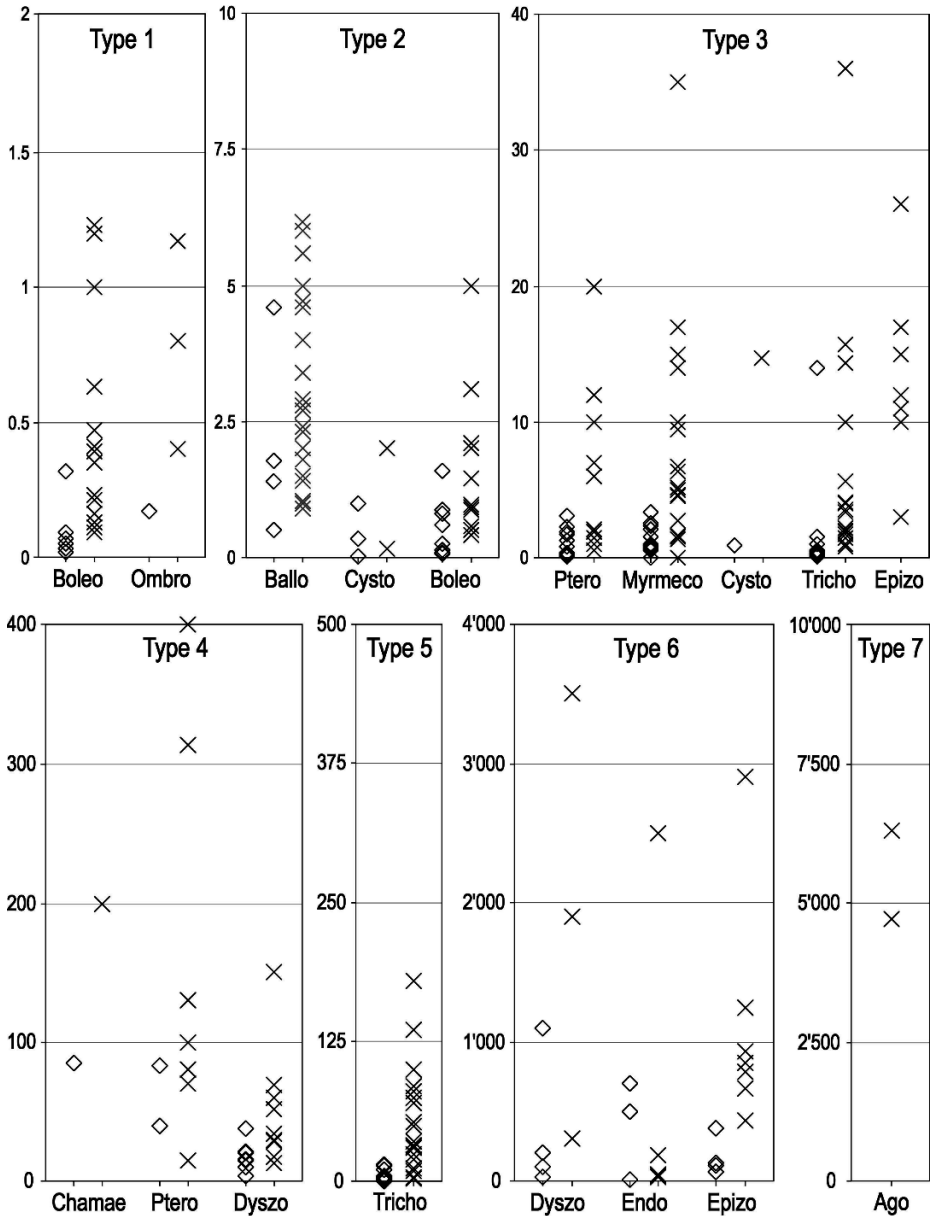 Type 1
2
1.5
1
0.5
0
Boleo Ombro
Type 2
10
7.5
5
2.5
0
Ballo Cysto Boleo
Type 3
40
30
20
10
0
Ptero Myrmeco Cysto Tricho Epizo
Type 4
400
300
200
100
0
Chamae Ptero Dyszo
Type 5
500
375
250
125
0
Tricho
Type 6
4'000
3'000
2'000
1'000
0
Dyszo Endo Epizo
Type 7
10'000
7'500
5'000
2'500
0
Ago